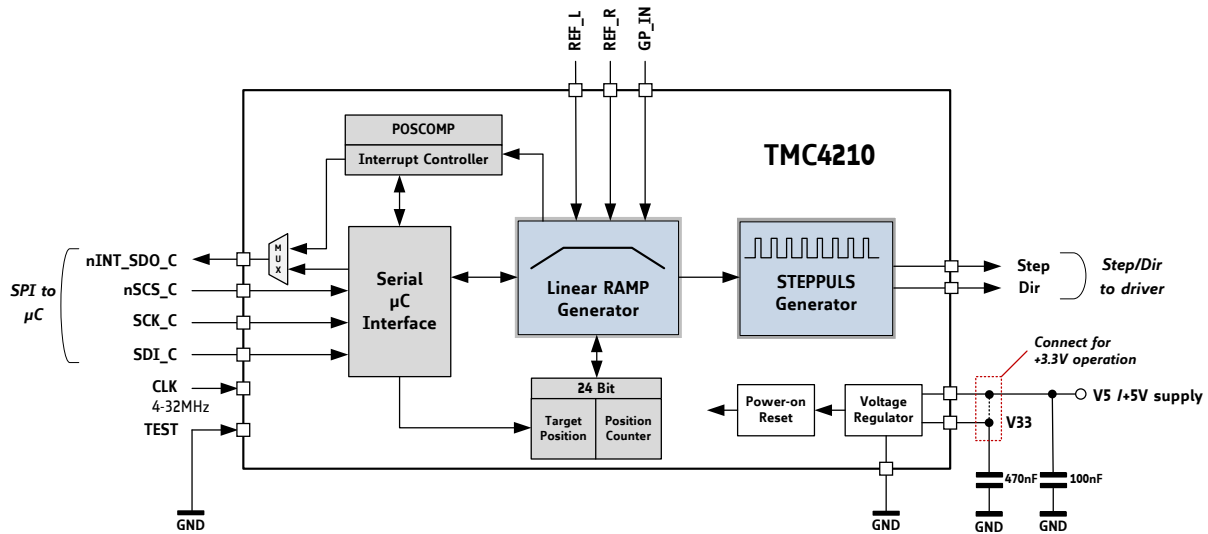 REF_L
REF_R
GP_IN
TMC4210
POSCOMP
Interrupt Controller
MUX
nINT_SDO_C
nSCS_C
SCK_C
SDI_C
SPI to
µC
CLK
4-32MHz
TEST
GND
Serial
µC
Interface
Linear RAMP
Generator
STEPPULS
Generator
Step
Dir
Step/Dir
to driver
24 Bit
Target
Position
Position
Counter
Power-on
Reset
Voltage
Regulator
Connect for
+3.3V operation
V5 /+5V supply
V33
470nF
100nF
GND
GND
GND